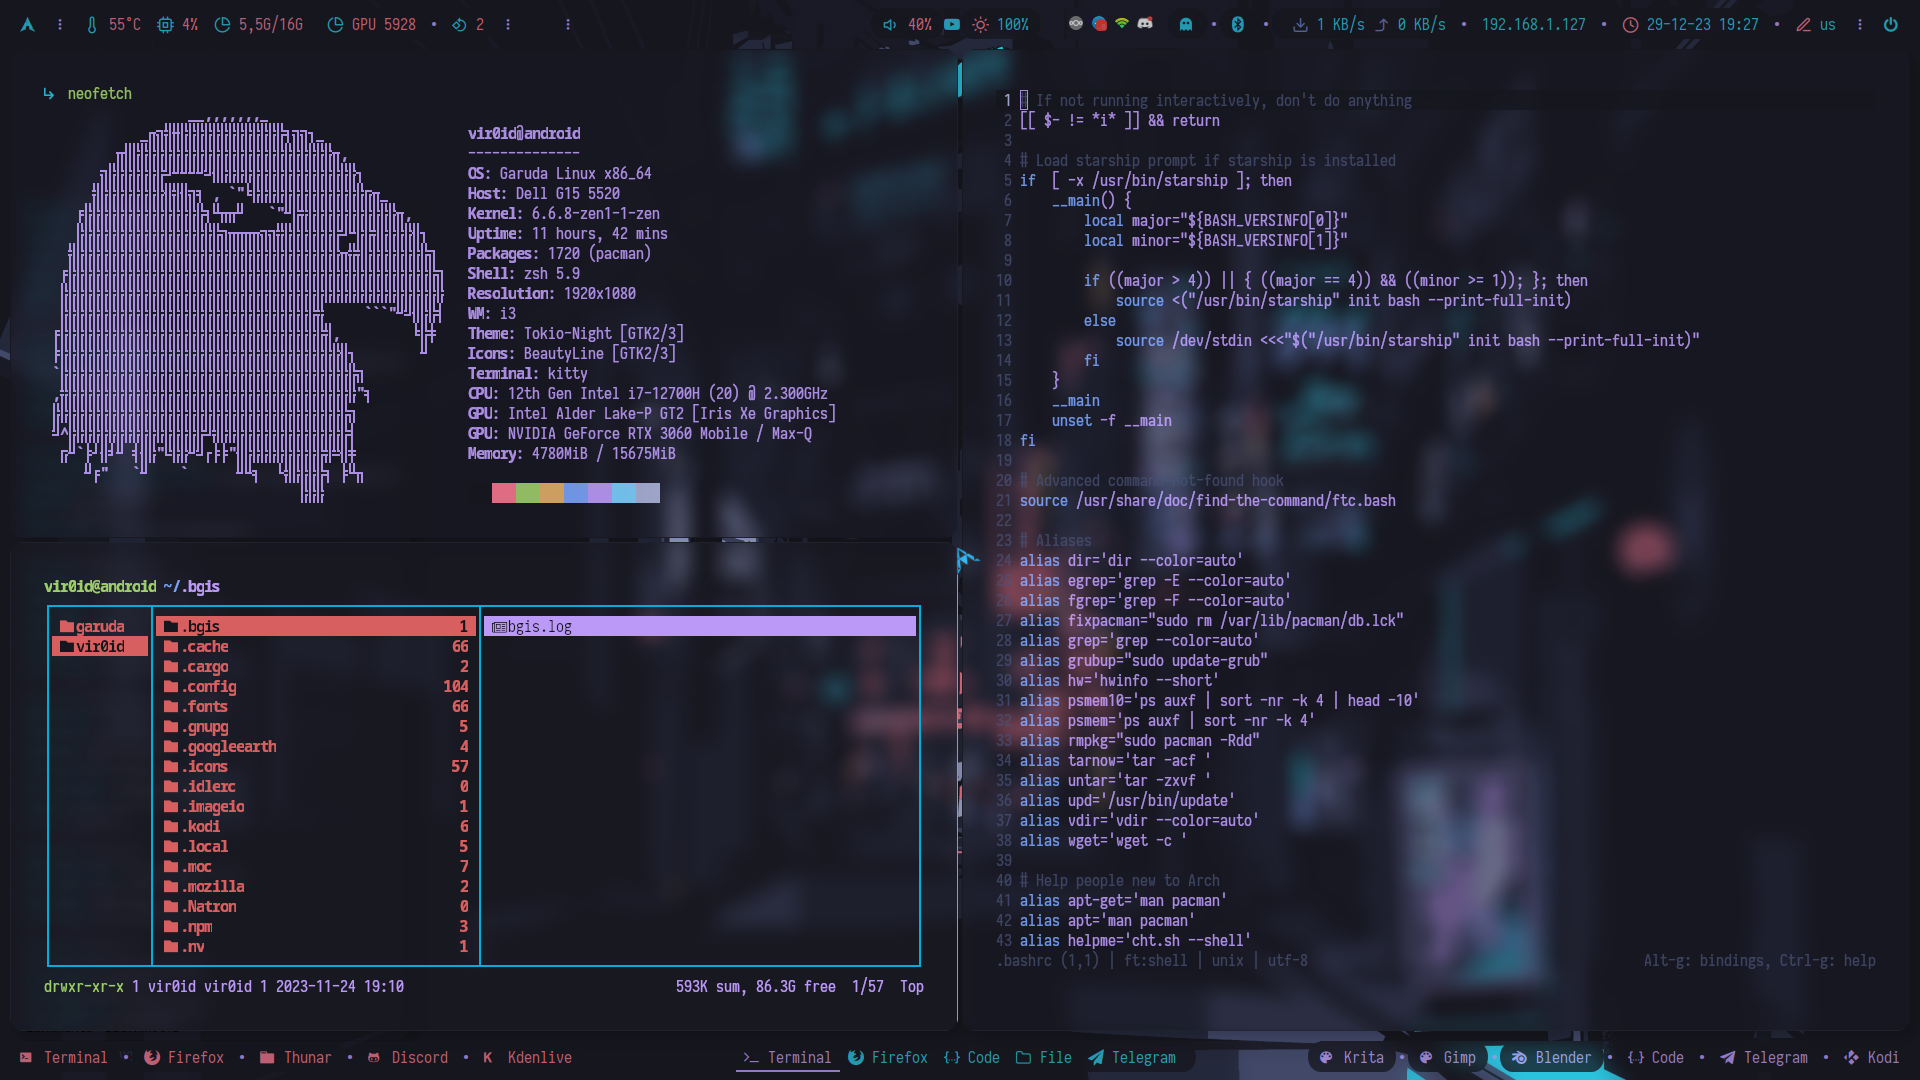 55°C 4% 5,5G/16G GPU 5928 • 2
40% 100% • • 1 KB/s 0 KB/s • 192.168.1.127 • 29-12-23 19:27 • us
neofetch
vir0id@android
--------------
OS: Garuda Linux x86_64
Host: Dell G15 5520
Kernel: 6.6.8-zen1-1-zen
Uptime: 11 hours, 42 mins
Packages: 1720 (pacman)
Shell: zsh 5.9
Resolution: 1920x1080
WM: i3
Theme: Tokio-Night [GTK2/3]
Icons: BeautyLine [GTK2/3]
Terminal: kitty
CPU: 12th Gen Intel i7-12700H (20) @ 2.300GHz
GPU: Intel Alder Lake-P GT2 [Iris Xe Graphics]
GPU: NVIDIA GeForce RTX 3060 Mobile / Max-Q
Memory: 4780MiB / 15675MiB
vir0id@android ~/.bgis
garuda
vir0id
.bgis 1
.cache 66
.cargo 2
.config 104
.fonts 66
.gnupg 5
.googleearth 4
.icons 57
.idlerc 0
.imageio 1
.kodi 6
.local 5
.moc 7
.mozilla 2
.Natron 0
.npm 3
.nv 1
bgis.log
drwxr-xr-x 1 vir0id vir0id 1 2023-11-24 19:10 593K sum, 86.3G free 1/57 Top
1 # If not running interactively, don't do anything
2 [[ $- != *i* ]] && return
3
4 # Load starship prompt if starship is installed
5 if  [ -x /usr/bin/starship ]; then
6     __main() {
7         local major="${BASH_VERSINFO[0]}"
8         local minor="${BASH_VERSINFO[1]}"
9
10         if ((major > 4)) || { ((major == 4)) && ((minor >= 1)); }; then
11             source <("/usr/bin/starship" init bash --print-full-init)
12         else
13             source /dev/stdin <<<"$("/usr/bin/starship" init bash --print-full-init)"
14         fi
15     }
16     __main
17     unset -f __main
18 fi
19
20 # Advanced command-not-found hook
21 source /usr/share/doc/find-the-command/ftc.bash
22
23 # Aliases
24 alias dir='dir --color=auto'
25 alias egrep='grep -E --color=auto'
26 alias fgrep='grep -F --color=auto'
27 alias fixpacman="sudo rm /var/lib/pacman/db.lck"
28 alias grep='grep --color=auto'
29 alias grubup="sudo update-grub"
30 alias hw='hwinfo --short'
31 alias psmem10='ps auxf | sort -nr -k 4 | head -10'
32 alias psmem='ps auxf | sort -nr -k 4'
33 alias rmpkg="sudo pacman -Rdd"
34 alias tarnow='tar -acf '
35 alias untar='tar -zxvf '
36 alias upd='/usr/bin/update'
37 alias vdir='vdir --color=auto'
38 alias wget='wget -c '
39
40 # Help people new to Arch
41 alias apt-get='man pacman'
42 alias apt='man pacman'
43 alias helpme='cht.sh --shell'
.bashrc (1,1) | ft:shell | unix | utf-8 Alt-g: bindings, Ctrl-g: help
Terminal • Firefox • Thunar • Discord • K Kdenlive
>_ Terminal Firefox {..} Code File Telegram
Krita • Gimp • Blender • {..} Code • Telegram • Kodi